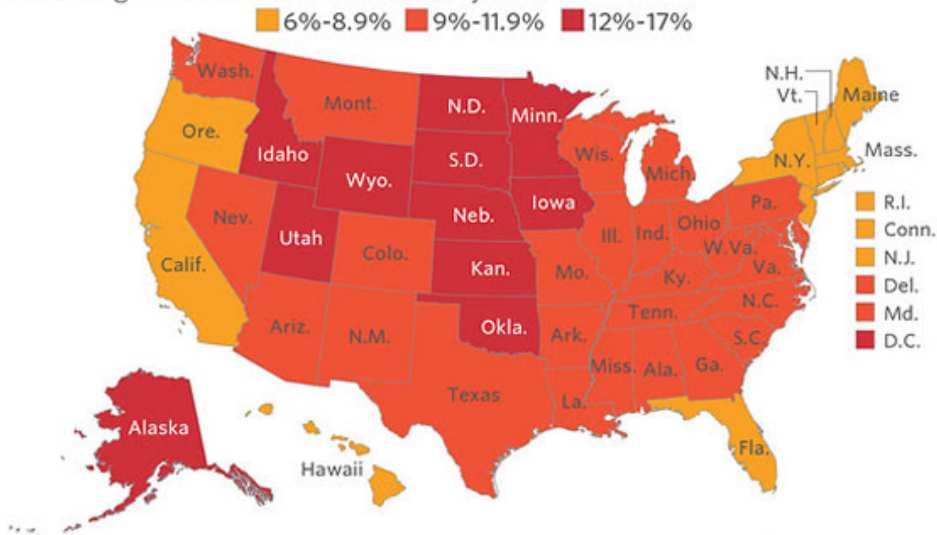 6%-8.9% 9%-11.9% 12%-17%
Wash.
Mont.
N.D.
Minn.
N.H.
Vt.
Maine
Ore.
Idaho
Wyo.
S.D.
Wis.
Mich.
N.Y.
Mass.
Nev.
Utah
Colo.
Neb.
Iowa
Ill.
Ind.
Ohio
Pa.
R.I.
Calif.
Kan.
Mo.
Ky.
W.Va.
Va.
Conn.
N.J.
Del.
Ariz.
N.M.
Okla.
Ark.
Tenn.
N.C.
Md.
S.C.
D.C.
Texas
La.
Miss.
Ala.
Ga.
Alaska
Hawaii
Fla.